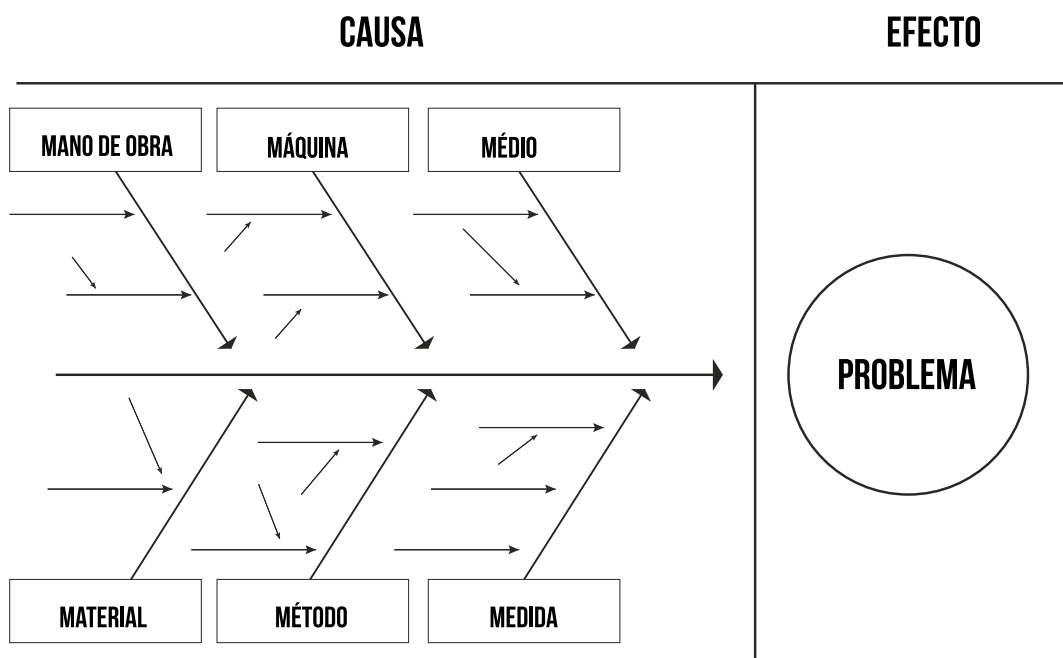 CAUSA
EFECTO
MANO DE OBRA
MÁQUINA
MÉDIO
PROBLEMA
MATERIAL
MÉTODO
MEDIDA